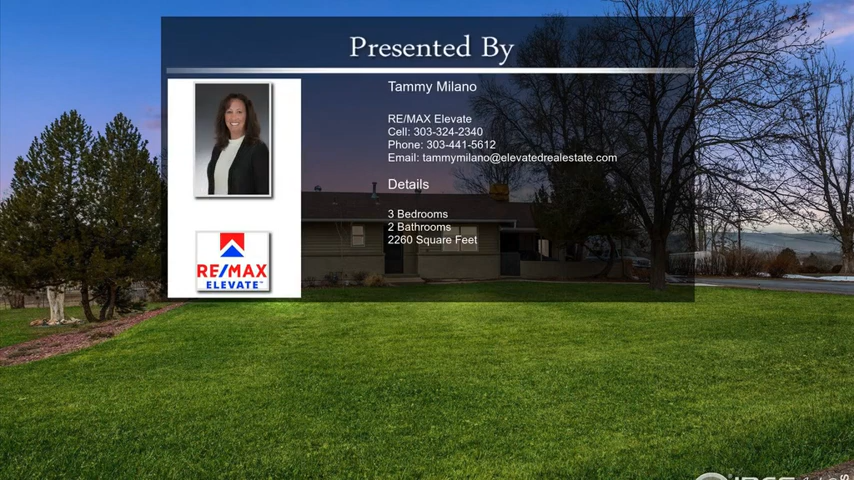 Presented By
Tammy Milano
RE/MAX Elevate
Cell: 303-324-2340
Phone: 303-441-5612
Email: tammymilano@elevatedrealestate.com
Details
3 Bedrooms
2 Bathrooms
2260 Square Feet
RE/MAX
ELEVATE